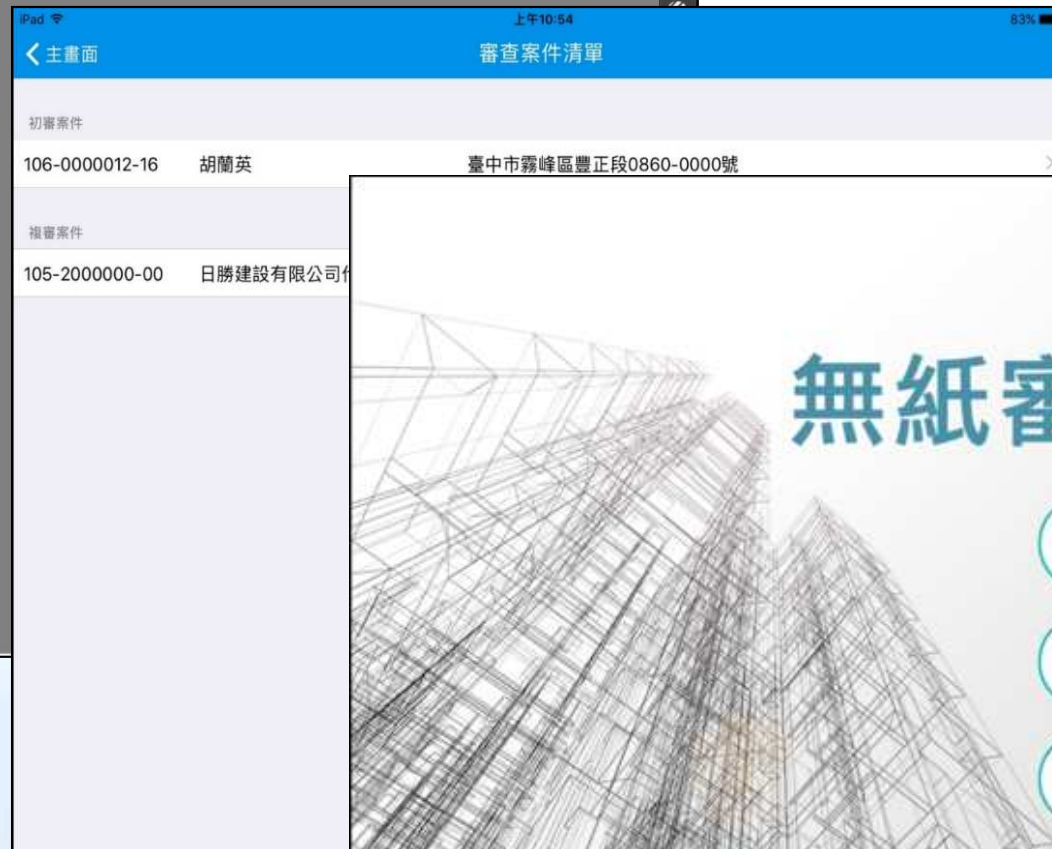 iPad 上午10:54 83%
主畫面 審查案件清單
初審案件
106-0000012-16 胡蘭英 臺中市霧峰區豐正段0860-0000號
複審案件
105-2000000-00 日勝建設有限公司
無紙審